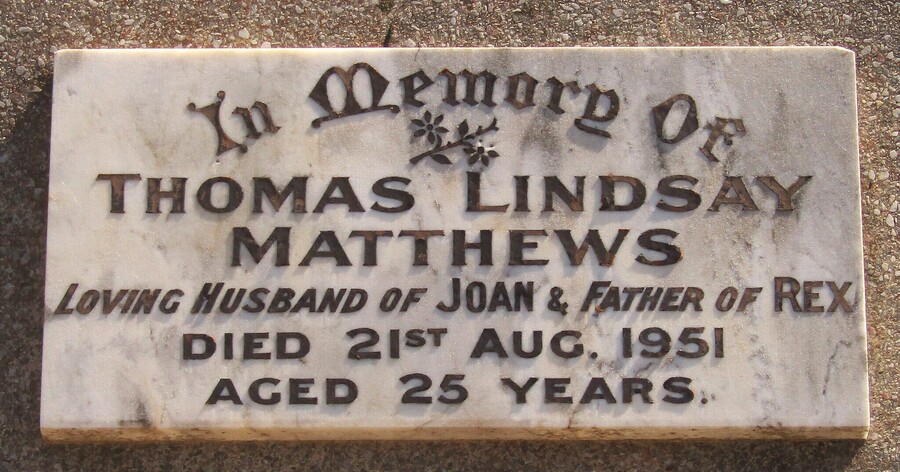 In Memory Of
THOMAS LINDSAY
MATTHEWS
LOVING HUSBAND OF JOAN & FATHER OF REX
DIED 21ST AUG. 1951
AGED 25 YEARS.